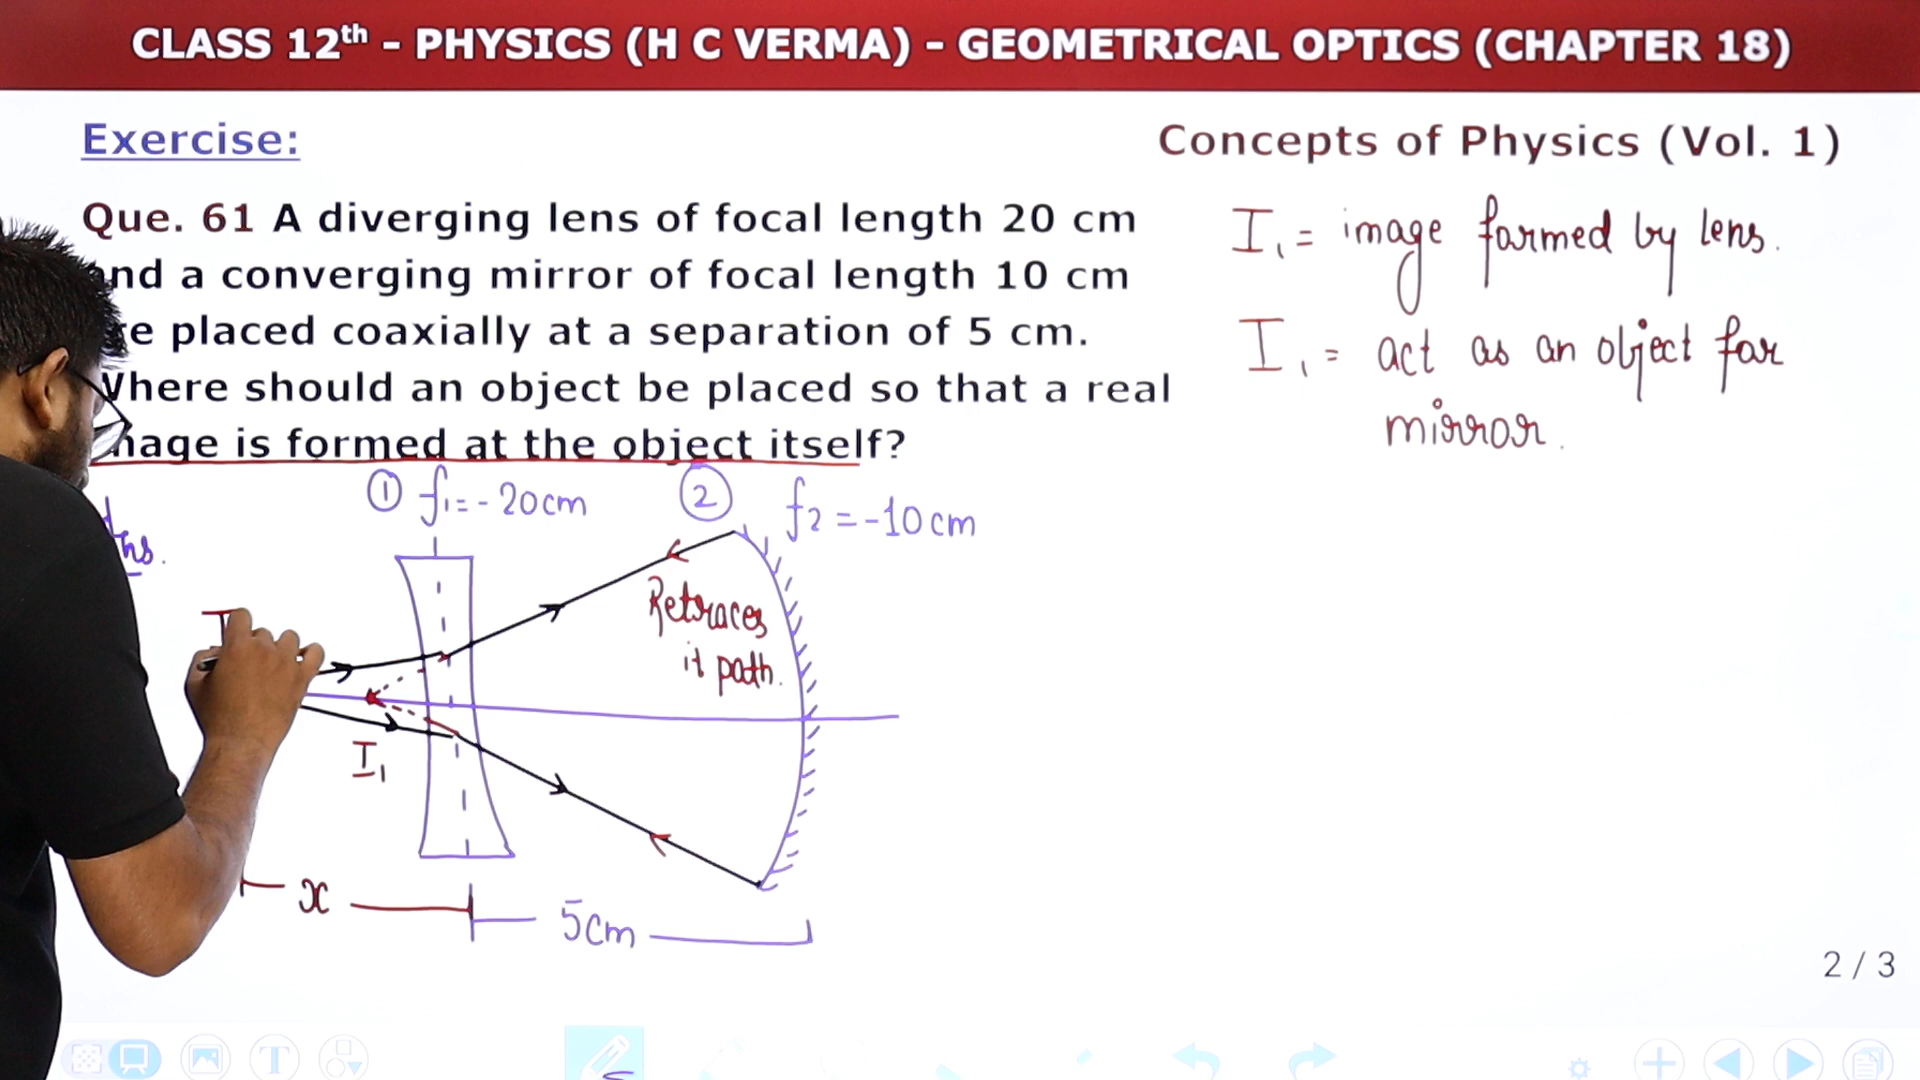 CLASS 12th - PHYSICS (H C VERMA) - GEOMETRICAL OPTICS (CHAPTER 18)
Exercise:
Concepts of Physics (Vol. 1)
Que. 61 A diverging lens of focal length 20 cm
and a converging mirror of focal length 10 cm
placed coaxially at a separation of 5 cm.
Where should an object be placed so that a real
image is formed at the object itself?
I₁ = image formed by lens.
I₁ = act as an object for
mirror.
① f₁ = - 20cm
② f₂ = -10cm
Retraces
it path.
I₁
x
5cm
2 / 3
T